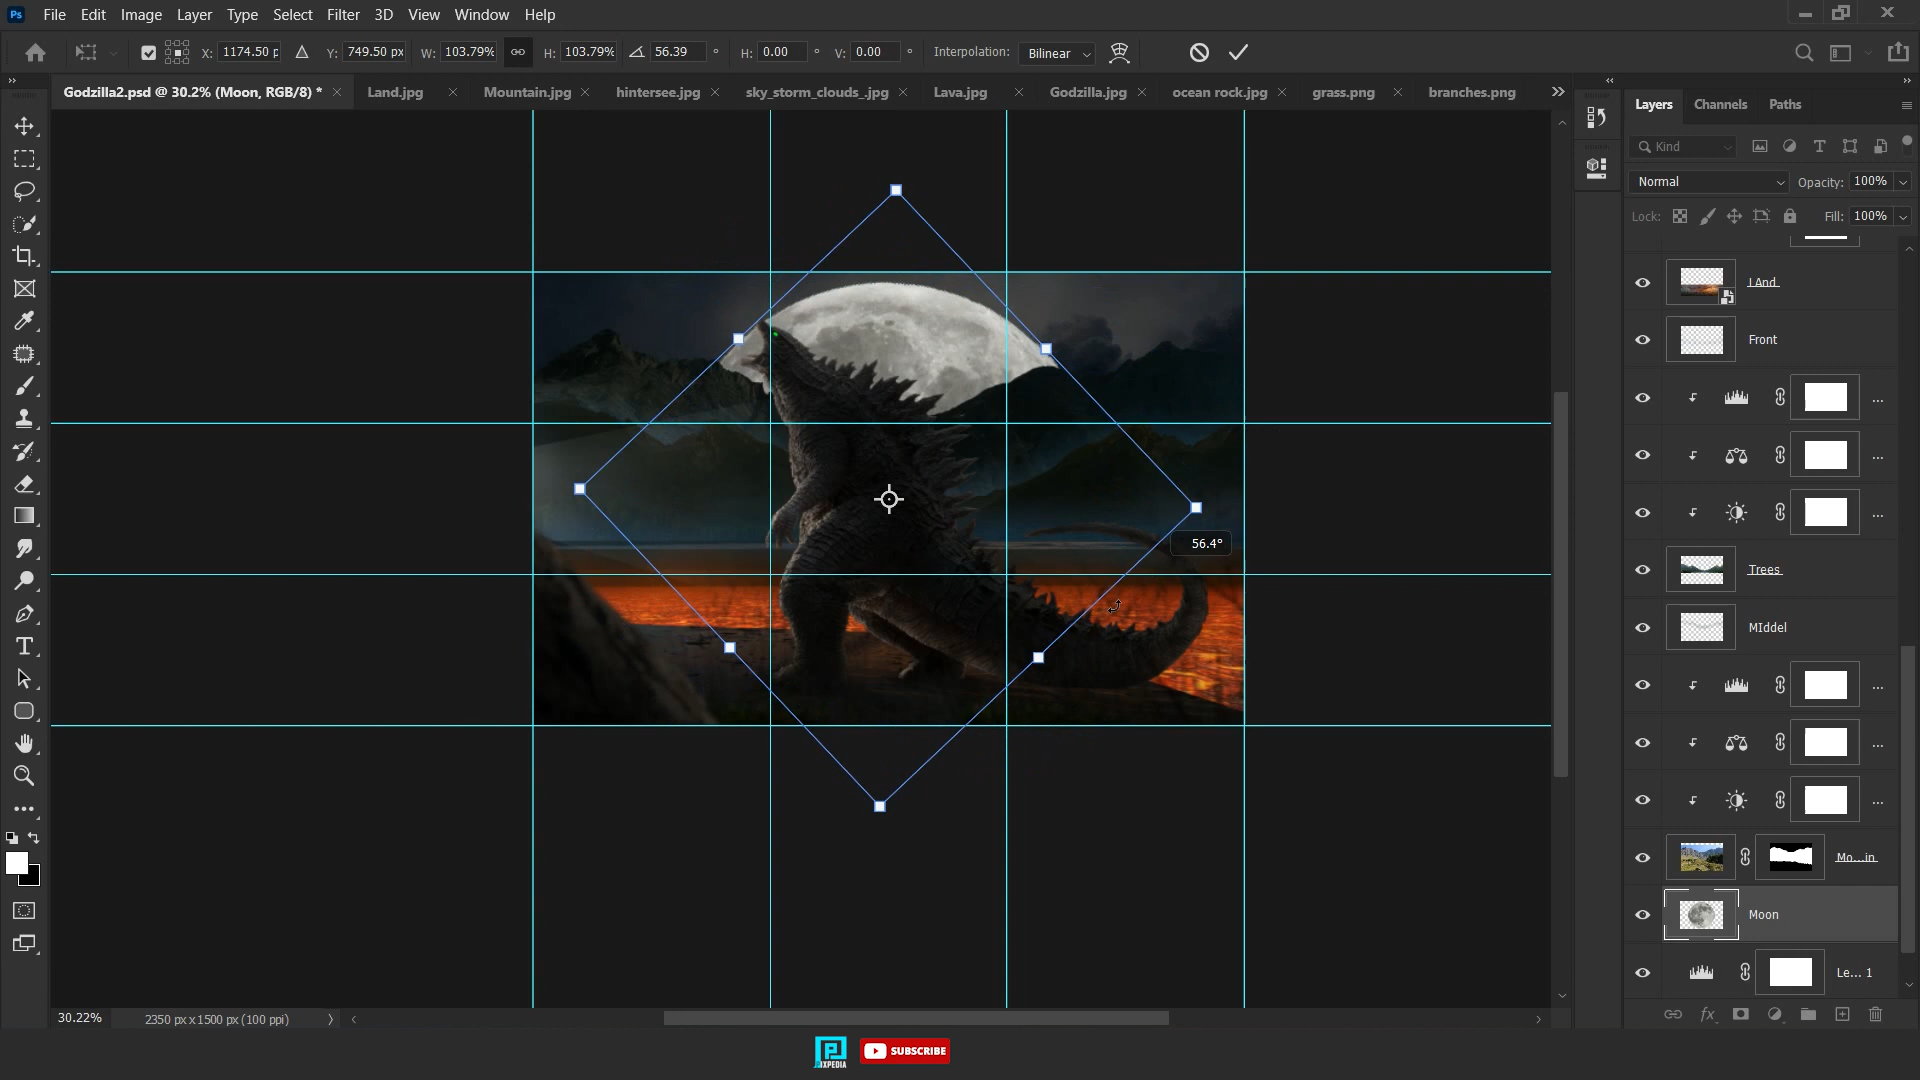 Ps File Edit Image Layer Type Select Filter 3D View Window Help
X: 1174.50 p Y: 749.50 px W: 103.79% H: 103.79% 56.39 ° H: 0.00 ° V: 0.00 ° Interpolation: Bilinear
Godzilla2.psd @ 30.2% (Moon, RGB/8) * Land.jpg Mountain.jpg hintersee.jpg sky_storm_clouds_.jpg Lava.jpg Godzilla.jpg ocean rock.jpg grass.png branches.png
Layers Channels Paths
Kind
Normal Opacity: 100%
Lock: Fill: 100%
LAnd
Front
...
...
...
Trees
MIddel
...
...
...
Mo...in
Moon
Le... 1
56.4°
30.22% 2350 px x 1500 px (100 ppi)
PIXPEDIA SUBSCRIBE